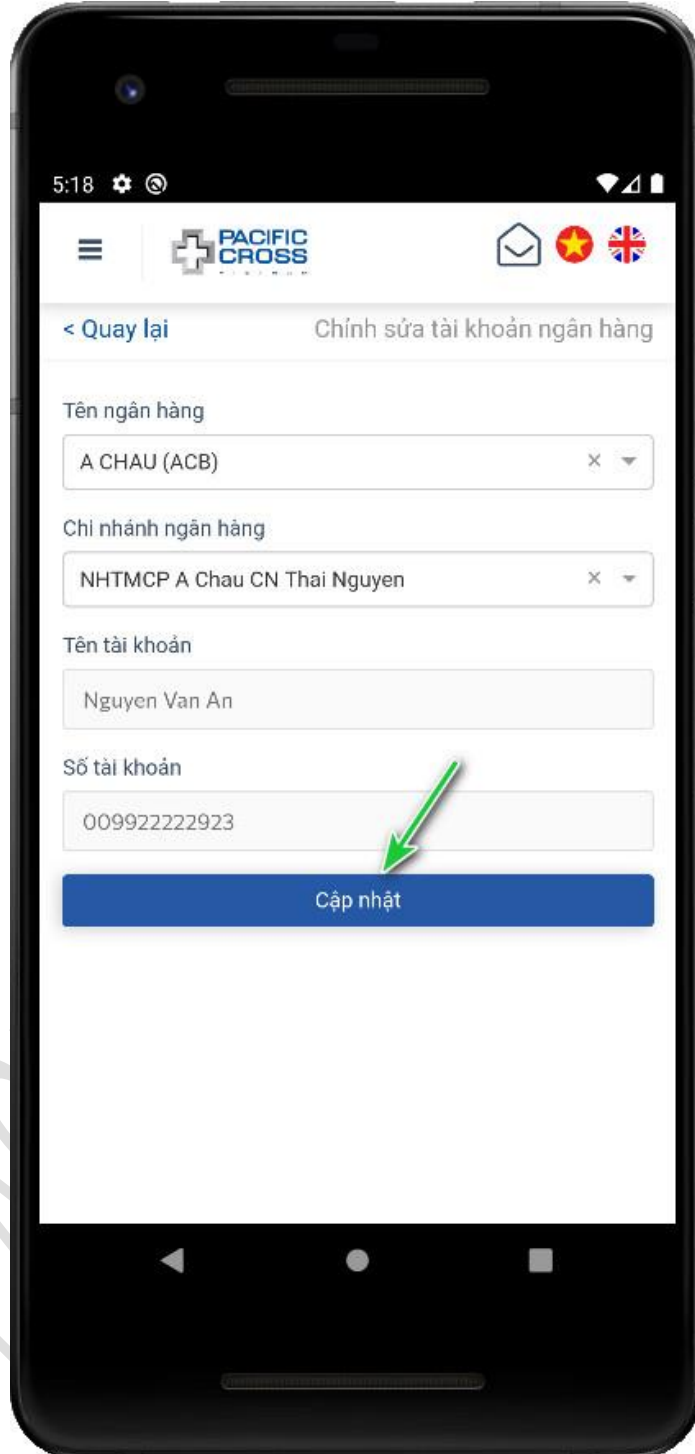 5:18
PACIFIC
CROSS
< Quay lại
Chỉnh sửa tài khoản ngân hàng
Tên ngân hàng
A CHAU (ACB)
Chi nhánh ngân hàng
NHTMCP A Chau CN Thai Nguyen
Tên tài khoản
Nguyen Van An
Số tài khoản
009922222923
Cập nhật